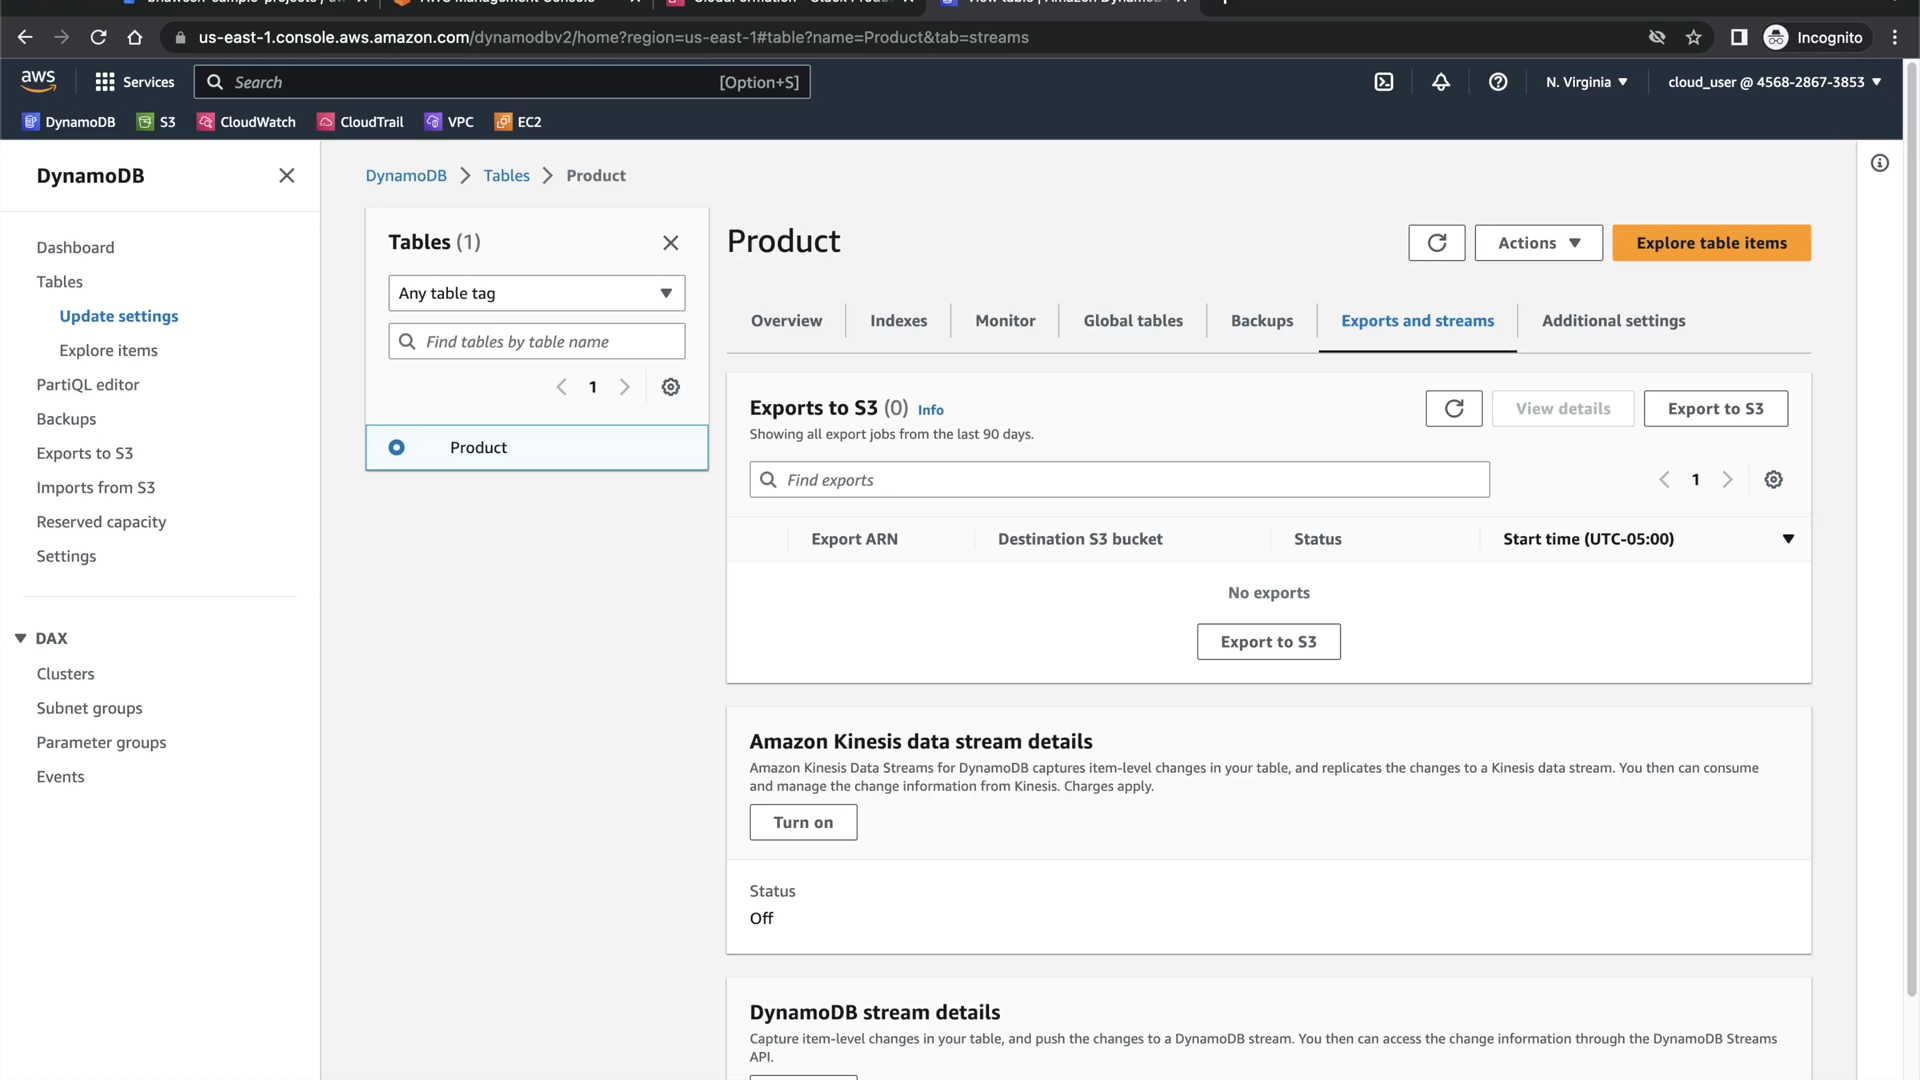 us-east-1.console.aws.amazon.com/dynamodbv2/home?region=us-east-1#table?name=Product&tab=streams
Incognito
aws
Services
Search
[Option+S]
N. Virginia
cloud_user @ 4568-2867-3853
DynamoDB
S3
CloudWatch
CloudTrail
VPC
EC2
DynamoDB
Dashboard
Tables
Update settings
Explore items
PartiQL editor
Backups
Exports to S3
Imports from S3
Reserved capacity
Settings
DAX
Clusters
Subnet groups
Parameter groups
Events
DynamoDB
Tables
Product
Tables (1)
Any table tag
Find tables by table name
1
Product
Product
Actions
Explore table items
Overview
Indexes
Monitor
Global tables
Backups
Exports and streams
Additional settings
Exports to S3 (0) Info
Showing all export jobs from the last 90 days.
View details
Export to S3
Find exports
1
Export ARN
Destination S3 bucket
Status
Start time (UTC-05:00)
No exports
Export to S3
Amazon Kinesis data stream details
Amazon Kinesis Data Streams for DynamoDB captures item-level changes in your table, and replicates the changes to a Kinesis data stream. You then can consume
and manage the change information from Kinesis. Charges apply.
Turn on
Status
Off
DynamoDB stream details
Capture item-level changes in your table, and push the changes to a DynamoDB stream. You then can access the change information through the DynamoDB Streams
API.